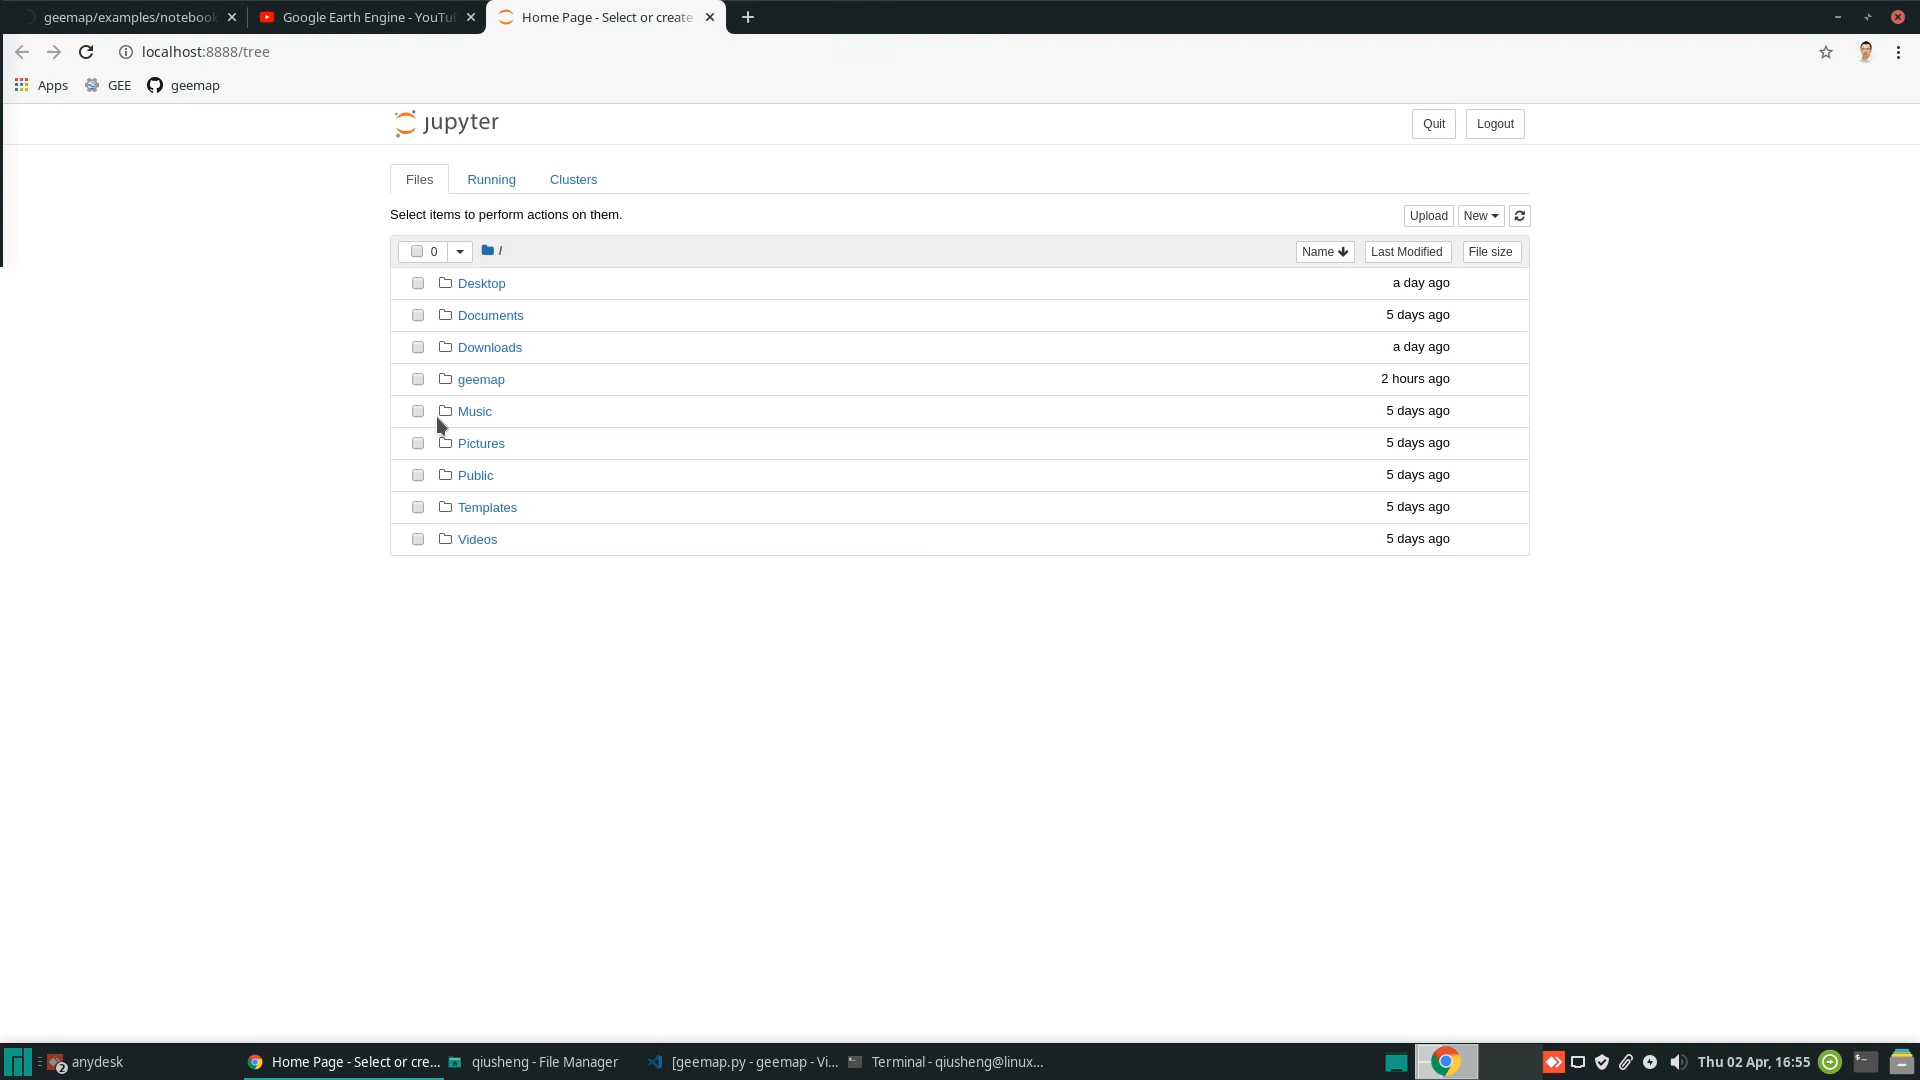 geemap/examples/notebook
Google Earth Engine - YouTu
Home Page - Select or create
localhost:8888/tree
Apps
GEE
geemap
jupyter
Quit
Logout
Files
Running
Clusters
Select items to perform actions on them.
Upload
New
0
/
Name
Last Modified
File size
Desktop
a day ago
Documents
5 days ago
Downloads
a day ago
geemap
2 hours ago
Music
5 days ago
Pictures
5 days ago
Public
5 days ago
Templates
5 days ago
Videos
5 days ago
2
anydesk
Home Page - Select or cre...
qiusheng - File Manager
[geemap.py - geemap - Vi...
Terminal - qiusheng@linux...
Thu 02 Apr, 16:55